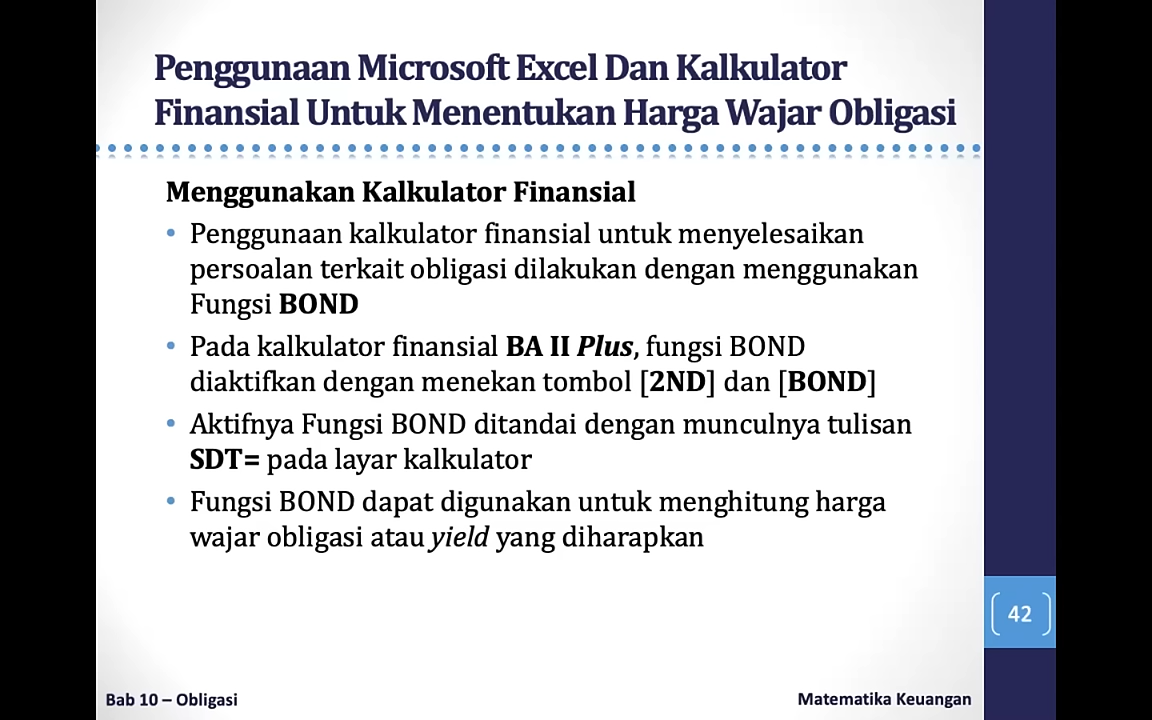 Penggunaan Microsoft Excel Dan Kalkulator
Finansial Untuk Menentukan Harga Wajar Obligasi
Menggunakan Kalkulator Finansial
• Penggunaan kalkulator finansial untuk menyelesaikan
persoalan terkait obligasi dilakukan dengan menggunakan
Fungsi BOND
• Pada kalkulator finansial BA II Plus, fungsi BOND
diaktifkan dengan menekan tombol [2ND] dan [BOND]
• Aktifnya Fungsi BOND ditandai dengan munculnya tulisan
SDT= pada layar kalkulator
• Fungsi BOND dapat digunakan untuk menghitung harga
wajar obligasi atau yield yang diharapkan
42
Bab 10 – Obligasi
Matematika Keuangan